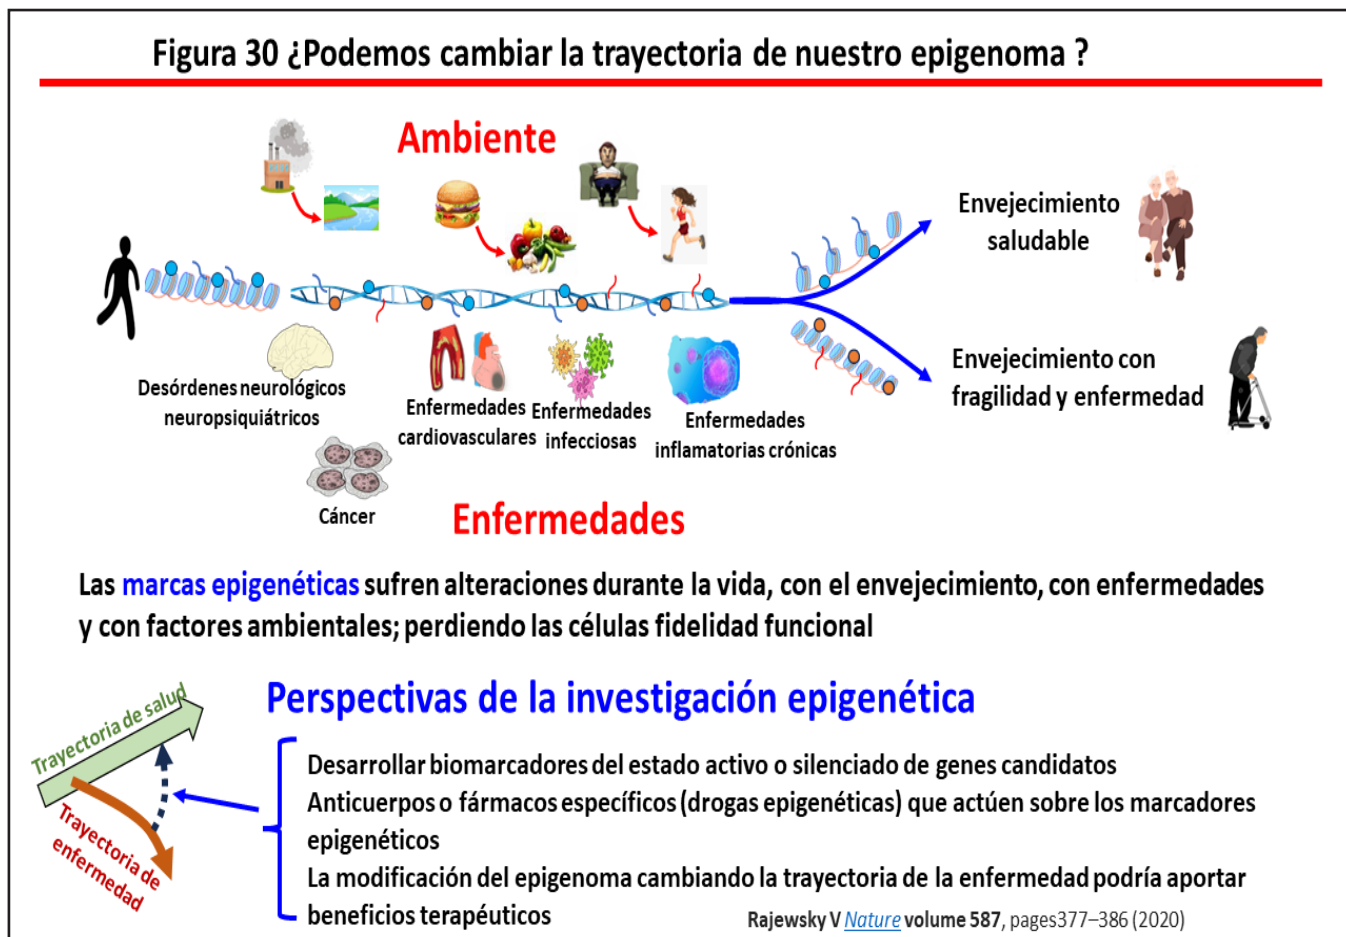 Figura 30 ¿Podemos cambiar la trayectoria de nuestro epigenoma ?
Ambiente
Envejecimiento
saludable
Envejecimiento con
fragilidad y enfermedad
Desórdenes neurológicos
neuropsiquiátricos
Enfermedades
cardiovasculares
Enfermedades
infecciosas
Enfermedades
inflamatorias crónicas
Cáncer
Enfermedades
Las marcas epigenéticas sufren alteraciones durante la vida, con el envejecimiento, con enfermedades
y con factores ambientales; perdiendo las células fidelidad funcional
Perspectivas de la investigación epigenética
Trayectoria de salud
Trayectoria de
enfermedad
Desarrollar biomarcadores del estado activo o silenciado de genes candidatos
Anticuerpos o fármacos específicos (drogas epigenéticas) que actúen sobre los marcadores
epigenéticos
La modificación del epigenoma cambiando la trayectoria de la enfermedad podría aportar
beneficios terapéuticos
Rajewsky V Nature volume 587, pages377–386 (2020)